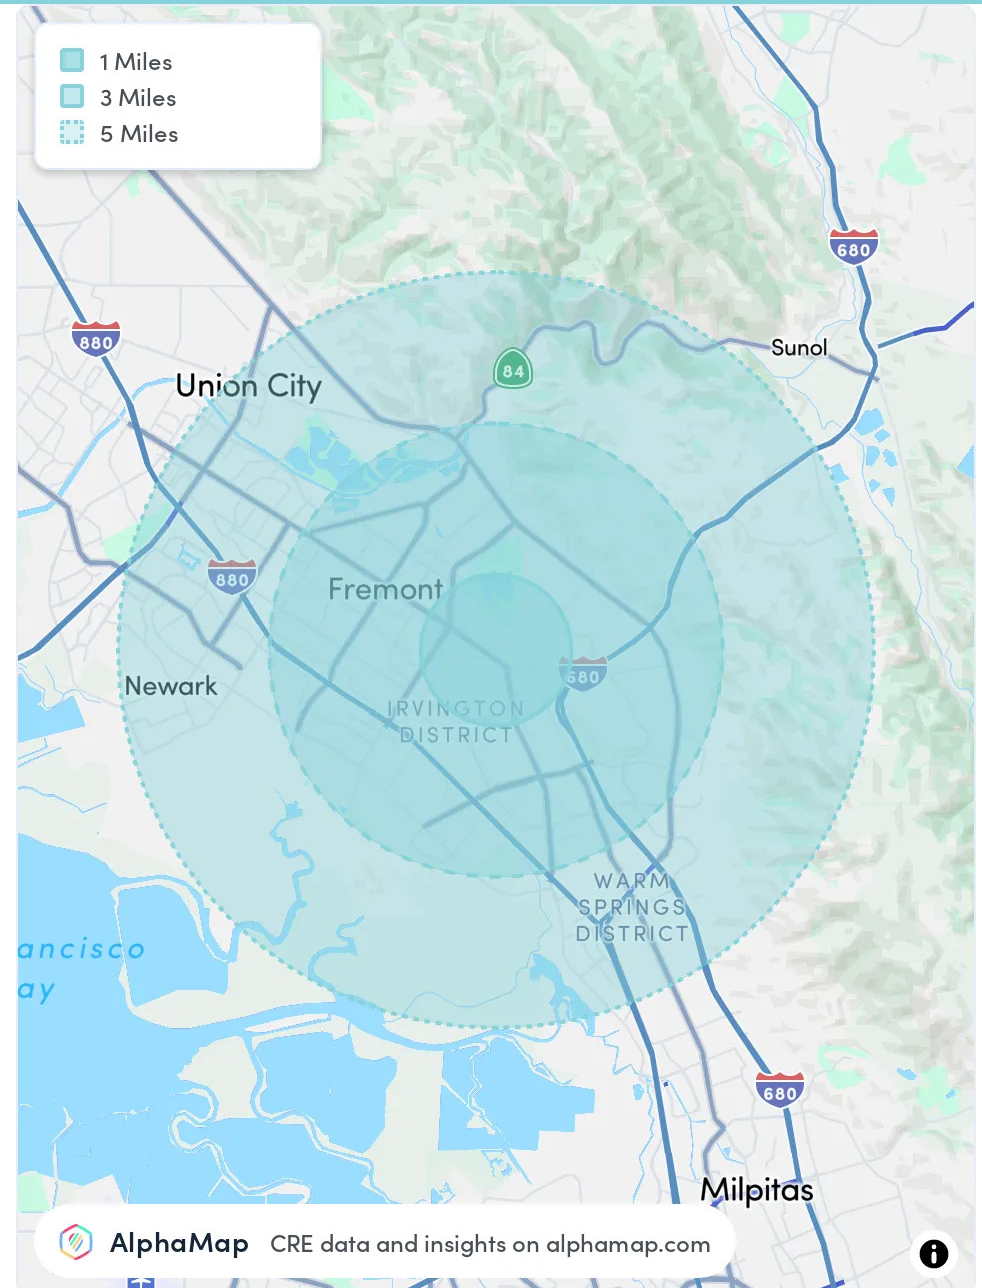 1 Miles
3 Miles
5 Miles
680
880
Sunol
84
Union City
880
Fremont
680
Newark
IRVINGTON
DISTRICT
WARM
SPRINGS
DISTRICT
ancisco
ay
680
Milpitas
AlphaMap CRE data and insights on alphamap.com